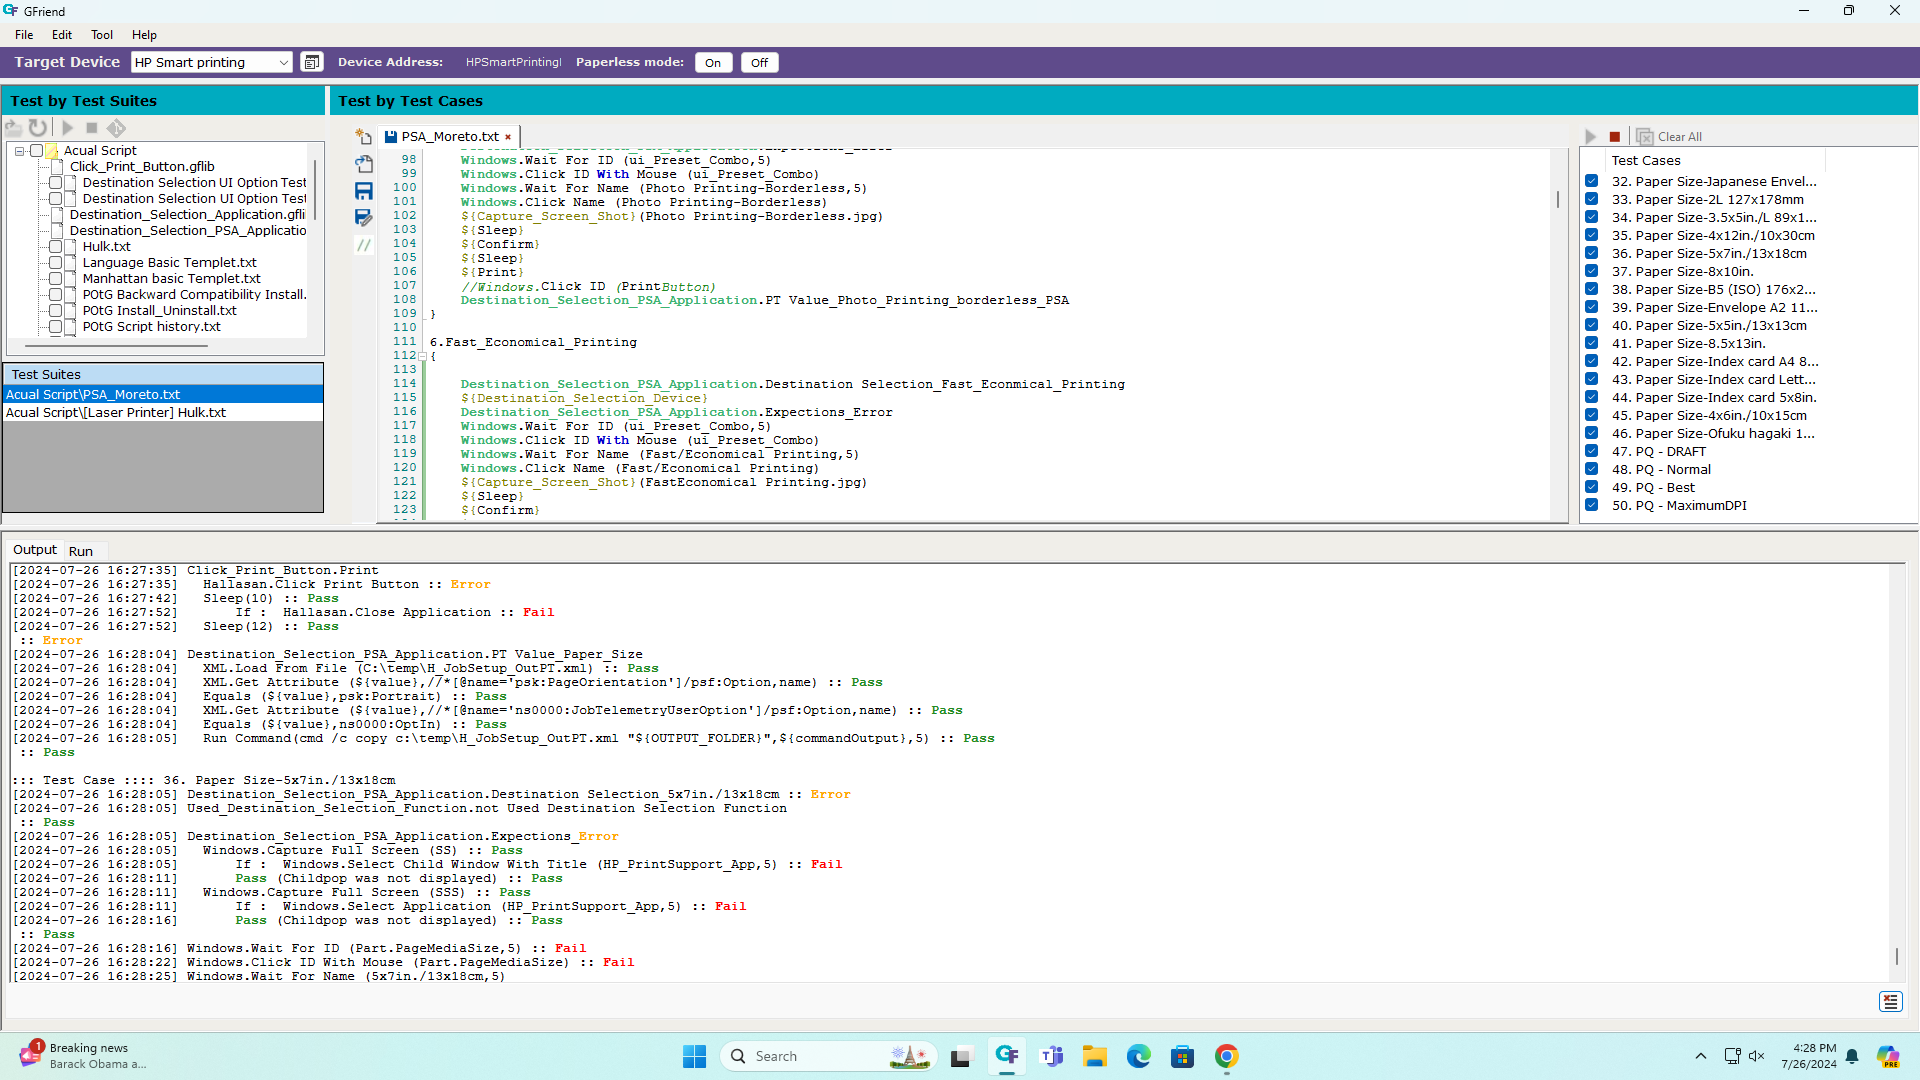 GFriend
File Edit Tool Help
Target Device HP Smart printing Device Address: HPSmartPrintingI Paperless mode: On Off
Test by Test Suites
Test by Test Cases
Acual Script
Click_Print_Button.gflib
Destination Selection UI Option Test
Destination Selection UI Option Test
Destination_Selection_Application.gfli
Destination_Selection_PSA_Applicatio
Hulk.txt
Language Basic Templet.txt
Manhattan basic Templet.txt
POtG Backward Compatibility Install.
POtG Install_Uninstall.txt
POtG Script history.txt
Test Suites
Acual Script\PSA_Moreto.txt
Acual Script\[Laser Printer] Hulk.txt
PSA_Moreto.txt ×
98 Windows.Wait For ID (ui_Preset_Combo,5)
99 Windows.Click ID With Mouse (ui_Preset_Combo)
100 Windows.Wait For Name (Photo Printing-Borderless,5)
101 Windows.Click Name (Photo Printing-Borderless)
102 ${Capture_Screen_Shot}(Photo Printing-Borderless.jpg)
103 ${Sleep}
104 ${Confirm}
105 ${Sleep}
106 ${Print}
107 //Windows.Click ID (PrintButton)
108 Destination_Selection_PSA_Application.PT Value_Photo_Printing_borderless_PSA
109 }
110
111 6.Fast_Economical_Printing
112 {
113
114 Destination_Selection_PSA_Application.Destination Selection_Fast_Econmical_Printing
115 ${Destination_Selection_Device}
116 Destination_Selection_PSA_Application.Expections_Error
117 Windows.Wait For ID (ui_Preset_Combo,5)
118 Windows.Click ID With Mouse (ui_Preset_Combo)
119 Windows.Wait For Name (Fast/Economical Printing,5)
120 Windows.Click Name (Fast/Economical Printing)
121 ${Capture_Screen_Shot}(FastEconomical Printing.jpg)
122 ${Sleep}
123 ${Confirm}
Clear All
Test Cases
32. Paper Size-Japanese Envel...
33. Paper Size-2L 127x178mm
34. Paper Size-3.5x5in./L 89x1...
35. Paper Size-4x12in./10x30cm
36. Paper Size-5x7in./13x18cm
37. Paper Size-8x10in.
38. Paper Size-B5 (ISO) 176x2...
39. Paper Size-Envelope A2 11...
40. Paper Size-5x5in./13x13cm
41. Paper Size-8.5x13in.
42. Paper Size-Index card A4 8...
43. Paper Size-Index card Lett...
44. Paper Size-Index card 5x8in.
45. Paper Size-4x6in./10x15cm
46. Paper Size-Ofuku hagaki 1...
47. PQ - DRAFT
48. PQ - Normal
49. PQ - Best
50. PQ - MaximumDPI
Output Run
[2024-07-26 16:27:35] Click_Print_Button.Print
[2024-07-26 16:27:35] Hallasan.Click Print Button :: Error
[2024-07-26 16:27:42] Sleep(10) :: Pass
[2024-07-26 16:27:52] If : Hallasan.Close Application :: Fail
[2024-07-26 16:27:52] Sleep(12) :: Pass
:: Error
[2024-07-26 16:28:04] Destination_Selection_PSA_Application.PT Value_Paper_Size
[2024-07-26 16:28:04] XML.Load From File (C:\temp\H_JobSetup_OutPT.xml) :: Pass
[2024-07-26 16:28:04] XML.Get Attribute (${value},//*[@name='psk:PageOrientation']/psf:Option,name) :: Pass
[2024-07-26 16:28:04] Equals (${value},psk:Portrait) :: Pass
[2024-07-26 16:28:04] XML.Get Attribute (${value},//*[@name='ns0000:JobTelemetryUserOption']/psf:Option,name) :: Pass
[2024-07-26 16:28:04] Equals (${value},ns0000:OptIn) :: Pass
[2024-07-26 16:28:05] Run Command(cmd /c copy c:\temp\H_JobSetup_OutPT.xml "${OUTPUT_FOLDER}",${commandOutput},5) :: Pass
:: Pass
::: Test Case :::: 36. Paper Size-5x7in./13x18cm
[2024-07-26 16:28:05] Destination_Selection_PSA_Application.Destination Selection_5x7in./13x18cm :: Error
[2024-07-26 16:28:05] Used_Destination_Selection_Function.not Used Destination Selection Function
:: Pass
[2024-07-26 16:28:05] Destination_Selection_PSA_Application.Expections_Error
[2024-07-26 16:28:05] Windows.Capture Full Screen (SS) :: Pass
[2024-07-26 16:28:05] If : Windows.Select Child Window With Title (HP_PrintSupport_App,5) :: Fail
[2024-07-26 16:28:11] Pass (Childpop was not displayed) :: Pass
[2024-07-26 16:28:11] Windows.Capture Full Screen (SSS) :: Pass
[2024-07-26 16:28:11] If : Windows.Select Application (HP_PrintSupport_App,5) :: Fail
[2024-07-26 16:28:16] Pass (Childpop was not displayed) :: Pass
:: Pass
[2024-07-26 16:28:16] Windows.Wait For ID (Part.PageMediaSize,5) :: Fail
[2024-07-26 16:28:22] Windows.Click ID With Mouse (Part.PageMediaSize) :: Fail
[2024-07-26 16:28:25] Windows.Wait For Name (5x7in./13x18cm,5)
1 Breaking news
Barack Obama a...
Search
4:28 PM
7/26/2024
PRE